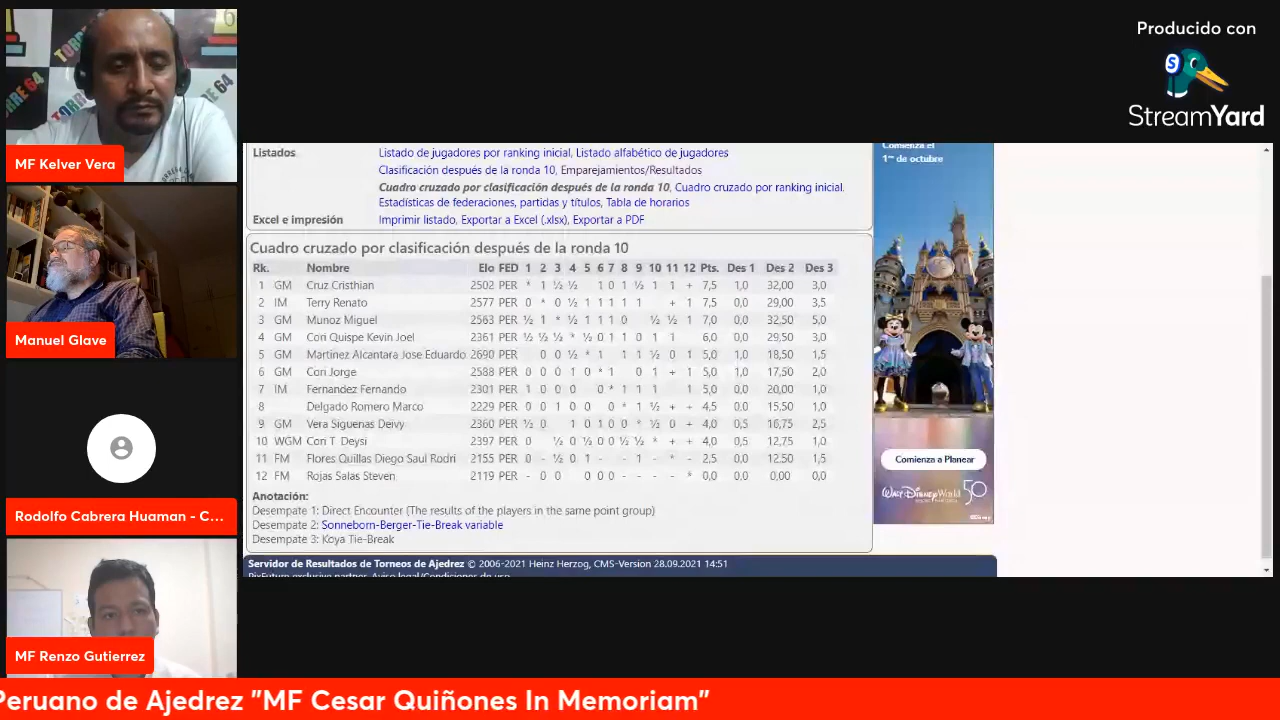 MF Kelver Vera
Manuel Glave
Rodolfo Cabrera Huaman - C...
MF Renzo Gutierrez
Producido con
StreamYard
Listados
Listado de jugadores por ranking inicial, Listado alfabético de jugadores
Clasificación después de la ronda 10, Emparejamientos/Resultados
Cuadro cruzado por clasificación después de la ronda 10, Cuadro cruzado por ranking inicial.
Estadísticas de federaciones, partidas y títulos, Tabla de horarios
Excel e impresión Imprimir listado, Exportar a Excel (.xlsx), Exportar a PDF
Cuadro cruzado por clasificación después de la ronda 10
Rk. Nombre Elo FED 1 2 3 4 5 6 7 8 9 10 11 12 Pts. Des 1 Des 2 Des 3
1 GM Cruz Cristhian 2502 PER * 1 ½ ½ 1 0 1 ½ 1 1 + 7,5 1,0 32,00 3,0
2 IM Terry Renato 2577 PER 0 * 0 ½ 1 1 1 1 1 + 1 7,5 0,0 29,00 3,5
3 GM Munoz Miguel 2563 PER ½ 1 * ½ 1 1 1 0 ½ ½ 1 7,0 0,0 32,50 5,0
4 GM Cori Quispe Kevin Joel 2361 PER ½ ½ ½ * ½ 0 1 1 0 1 1 6,0 0,0 29,50 3,0
5 GM Martinez Alcantara Jose Eduardo 2690 PER 0 0 ½ * 1 1 1 ½ 0 1 5,0 1,0 18,50 1,5
6 GM Cori Jorge 2588 PER 0 0 0 1 0 * 1 0 1 + 1 5,0 1,0 17,50 2,0
7 IM Fernandez Fernando 2301 PER 1 0 0 0 0 * 1 1 1 1 5,0 0,0 20,00 1,0
8 Delgado Romero Marco 2229 PER 0 0 1 0 0 0 * 1 ½ + + 4,5 0,0 15,50 1,0
9 GM Vera Siguenas Deivy 2360 PER ½ 0 1 0 1 0 0 * ½ 0 + 4,0 0,5 16,75 2,5
10 WGM Cori T. Deysi 2397 PER 0 ½ 0 ½ 0 0 ½ ½ * + + 4,0 0,5 12,75 1,0
11 FM Flores Quillas Diego Saul Rodri 2155 PER 0 - ½ 0 1 - - 1 - * - 2,5 0,0 12,50 1,5
12 FM Rojas Salas Steven 2119 PER - 0 0 0 0 0 - - - - * 0,0 0,0 0,00 0,0
Anotación:
Desempate 1: Direct Encounter (The results of the players in the same point group)
Desempate 2: Sonneborn-Berger-Tie-Break variable
Desempate 3: Koya Tie-Break
Servidor de Resultados de Torneos de Ajedrez © 2006-2021 Heinz Herzog, CMS-Version 28.09.2021 14:51
PixFuture exclusive partner, Aviso legal/Condiciones de uso
Comienza el
1ro de octubre
Comienza a Planear
Walt Disney World 50
Peruano de Ajedrez "MF Cesar Quiñones In Memoriam"